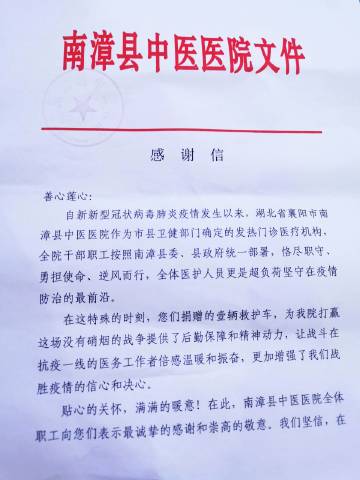 南漳县中医医院文件
感谢信
善心莲心：
自新新型冠状病毒肺炎疫情发生以来，湖北省襄阳市南
漳县中医医院作为市县卫健部门确定的发热门诊医疗机构，
全院干部职工按照南漳县委、县政府统一部署，恪尽职守、
勇担使命、逆风而行，全体医护人员更是超负荷坚守在疫情
防治的最前沿。
在这特殊的时刻，您们捐赠的壹辆救护车，为我院打赢
这场没有硝烟的战争提供了后勤保障和精神动力，让战斗在
抗疫一线的医务工作者倍感温暖和振奋，更加增强了我们战
胜疫情的信心和决心。
贴心的关怀，满满的暖意！在此，南漳县中医医院全体
职工向您们表示最诚挚的感谢和崇高的敬意。我们坚信，在